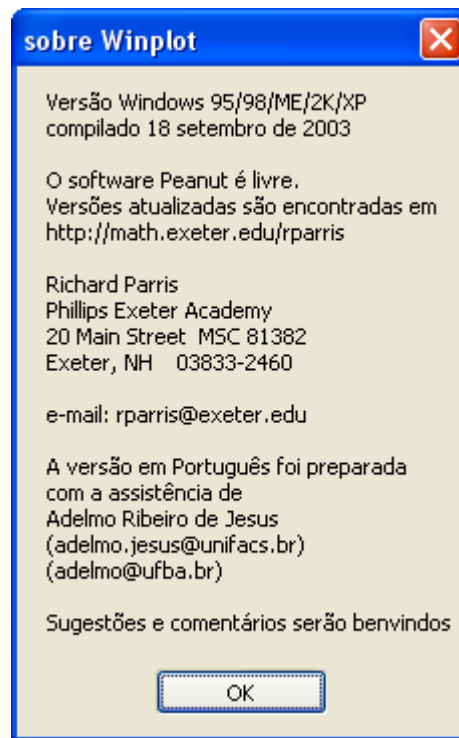 sobre Winplot
Versão Windows 95/98/ME/2K/XP
compilado 18 setembro de 2003
O software Peanut é livre.
Versões atualizadas são encontradas em
http://math.exeter.edu/rparris
Richard Parris
Phillips Exeter Academy
20 Main Street  MSC 81382
Exeter, NH   03833-2460
e-mail: rparris@exeter.edu
A versão em Português foi preparada
com a assistência de
Adelmo Ribeiro de Jesus
(adelmo.jesus@unifacs.br)
(adelmo@ufba.br)
Sugestões e comentários serão benvindos
OK